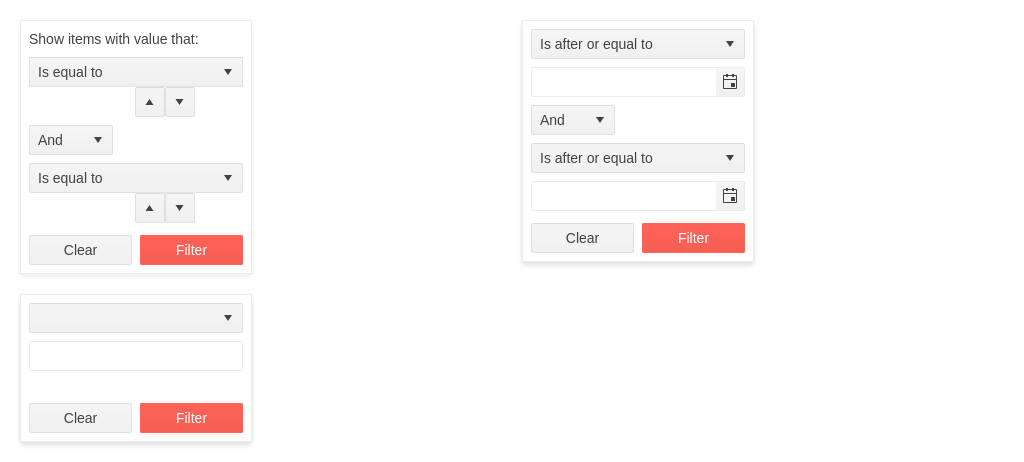 Show items with value that:
Is equal to
And
Is equal to
Clear Filter
Is after or equal to
And
Is after or equal to
Clear Filter
Clear Filter